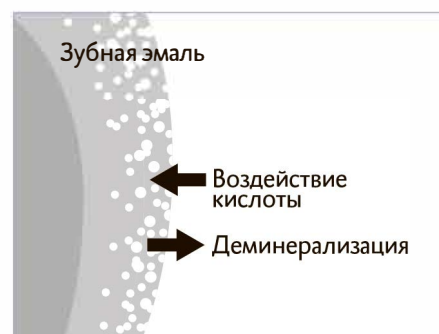 Зубная эмаль
Воздействие
кислоты
Деминерализация